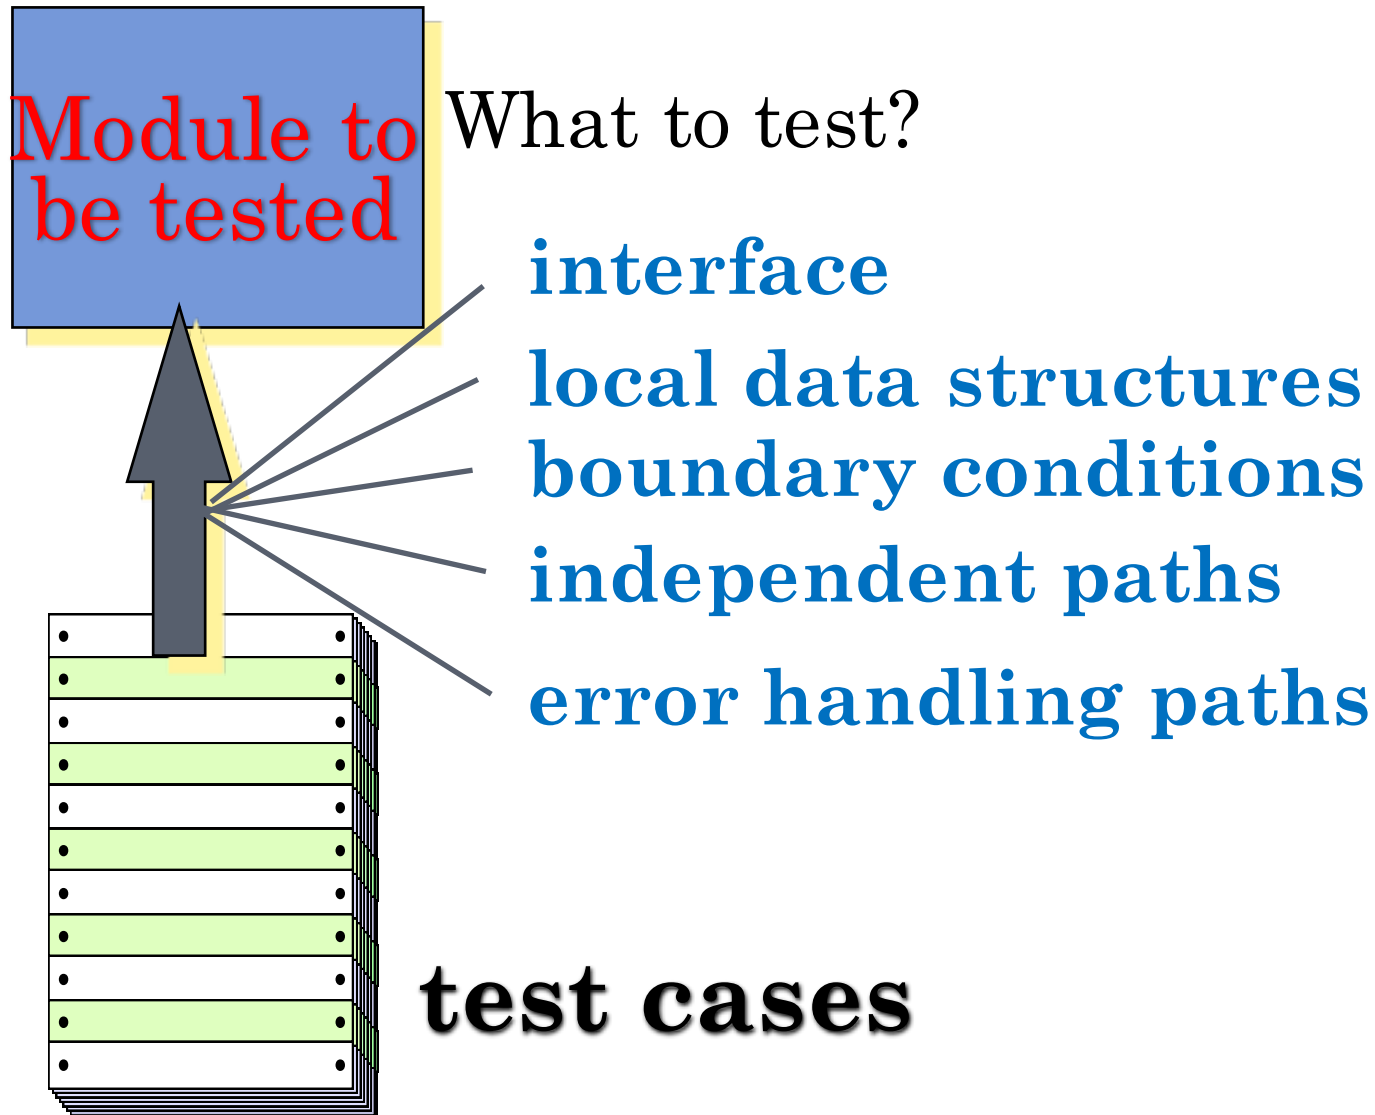 Module to
be tested
What to test?
interface
local data structures
boundary conditions
independent paths
error handling paths
test cases